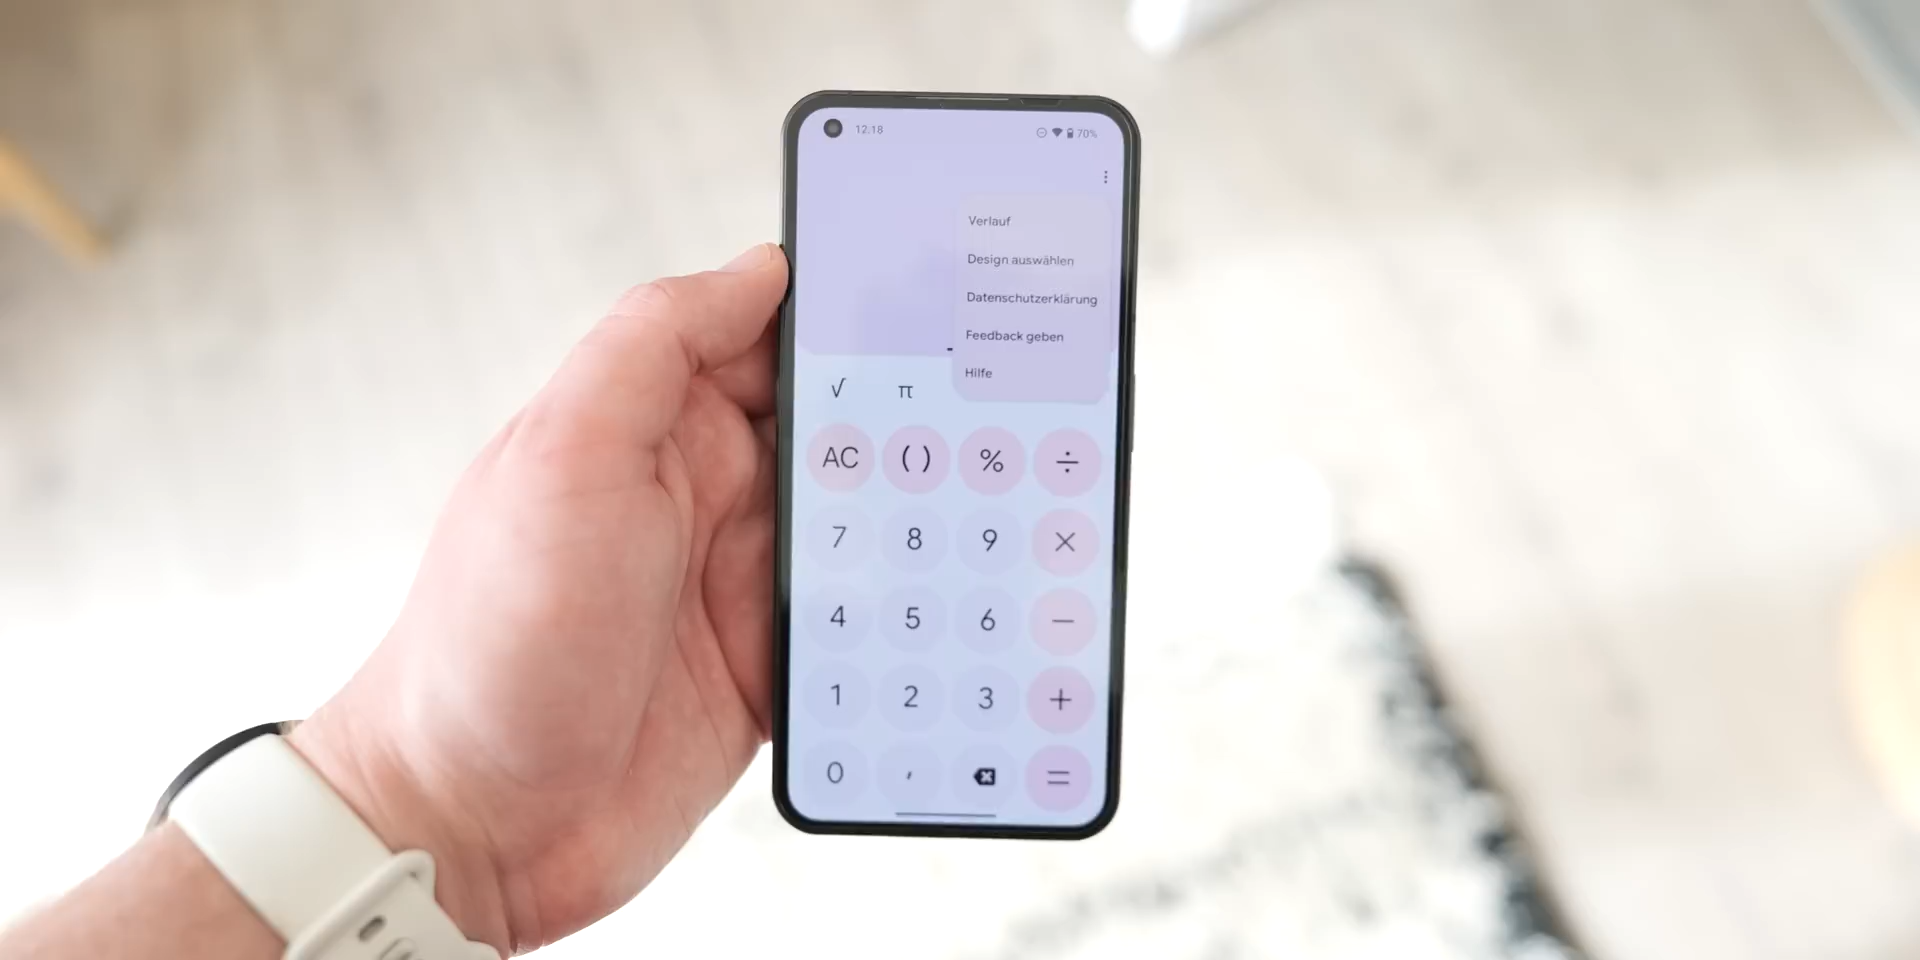 12.18
70%
Verlauf
Design auswählen
Datenschutzerklärung
Feedback geben
Hilfe
√ π
AC ( ) % ÷
7 8 9 ×
4 5 6 −
1 2 3 +
0 , =